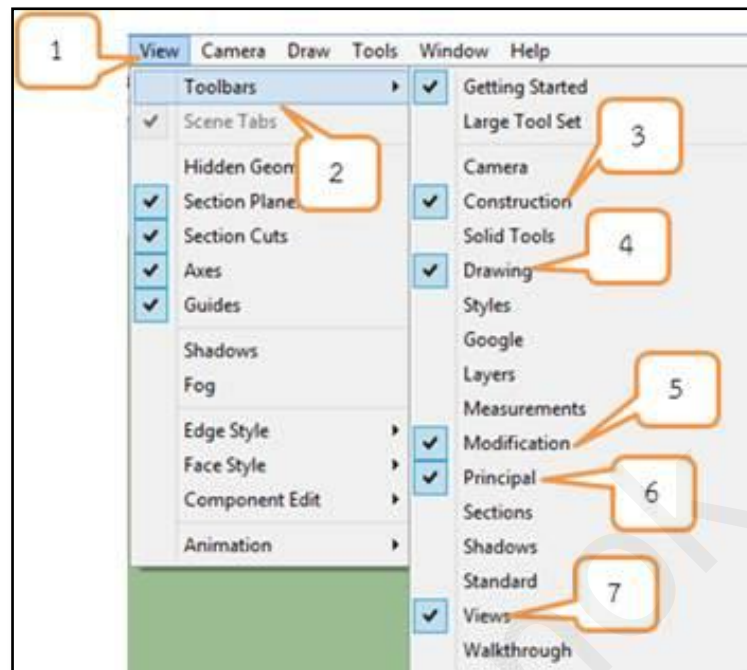 1
View Camera Draw Tools Window Help
Toolbars
Scene Tabs
Hidden Geom
Section Plane
Section Cuts
Axes
Guides
Shadows
Fog
Edge Style
Face Style
Component Edit
Animation
2
Getting Started
Large Tool Set
Camera
Construction
Solid Tools
Drawing
Styles
Google
Layers
Measurements
Modification
Principal
Sections
Shadows
Standard
Views
Walkthrough
3
4
5
6
7